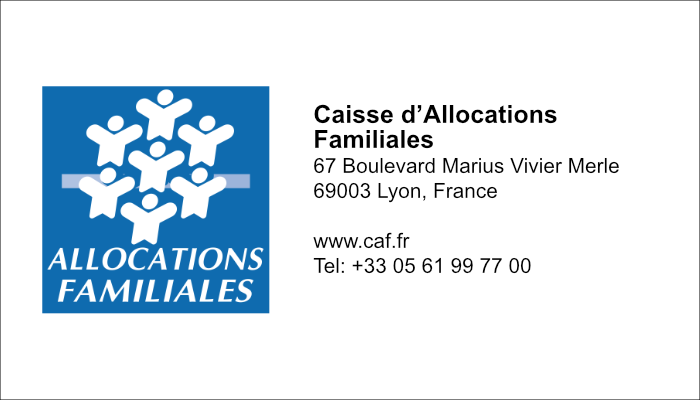 ALLOCATIONS
FAMILIALES
Caisse d’Allocations
Familiales
67 Boulevard Marius Vivier Merle
69003 Lyon, France
www.caf.fr
Tel: +33 05 61 99 77 00